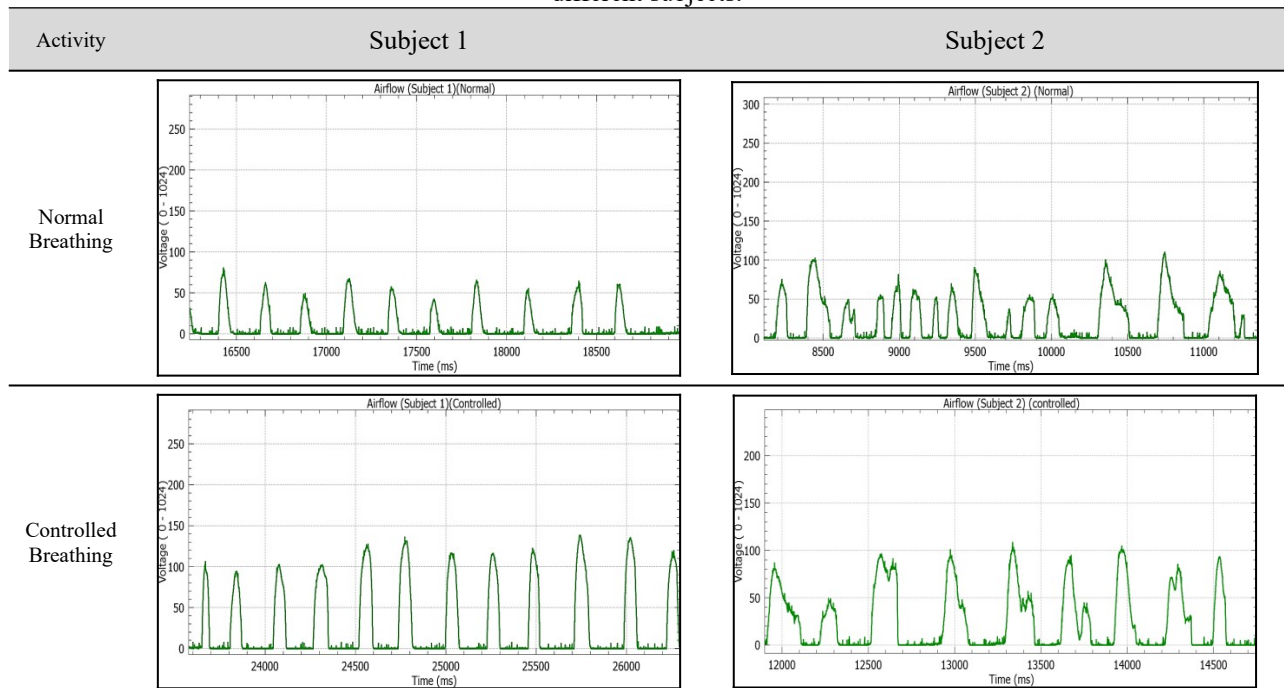 different subjects.
Activity Subject 1 Subject 2
Normal
Breathing
Airflow (Subject 1)(Normal)
Voltage ( 0 - 1024)
250
200
150
100
50
0
16500 17000 17500 18000 18500
Time (ms)
Airflow (Subject 2) (Normal)
Voltage ( 0 - 1024)
300
250
200
150
100
50
0
8500 9000 9500 10000 10500 11000
Time (ms)
Controlled
Breathing
Airflow (Subject 1)(Controlled)
Voltage ( 0 - 1024)
250
200
150
100
50
0
24000 24500 25000 25500 26000
Time (ms)
Airflow (Subject 2) (controlled)
Voltage ( 0 - 1024)
200
150
100
50
0
12000 12500 13000 13500 14000 14500
Time (ms)